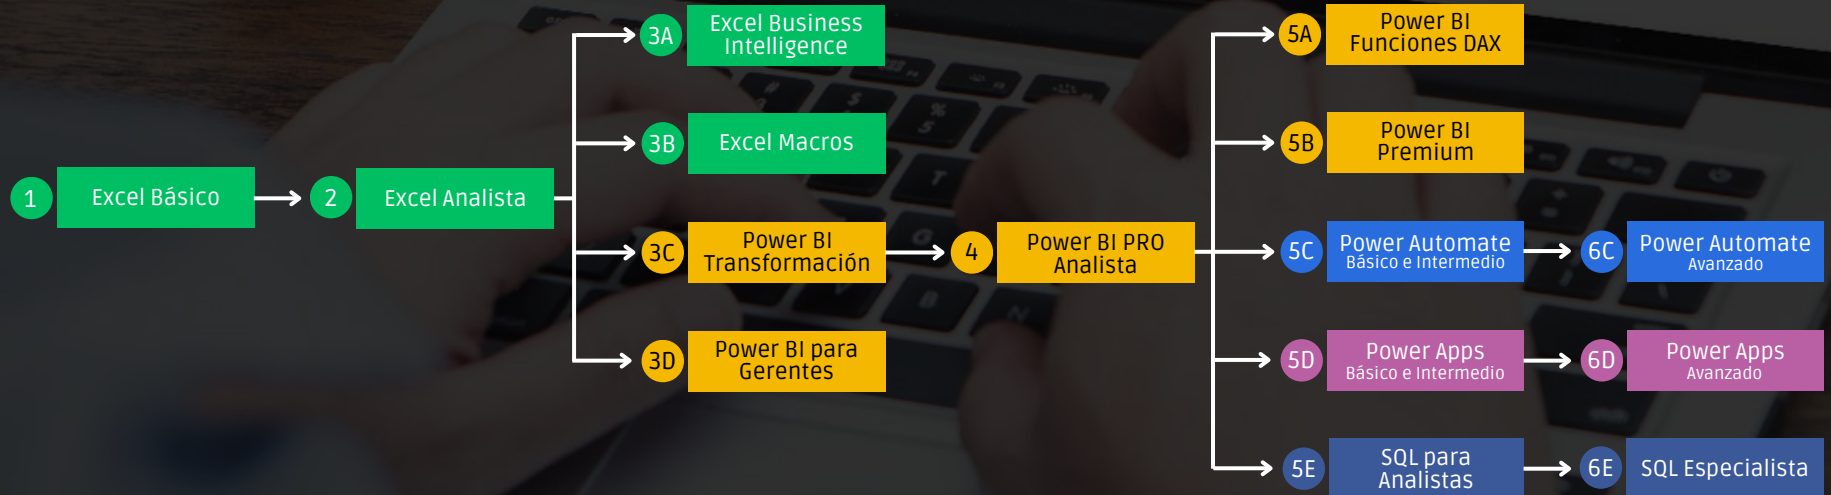 1
Excel Básico
2
Excel Analista
3A
Excel Business
Intelligence
3B
Excel Macros
3C
Power BI
Transformación
3D
Power BI para
Gerentes
4
Power BI PRO
Analista
5A
Power BI
Funciones DAX
5B
Power BI
Premium
5C
Power Automate
Básico e Intermedio
6C
Power Automate
Avanzado
5D
Power Apps
Básico e Intermedio
6D
Power Apps
Avanzado
5E
SQL para
Analistas
6E
SQL Especialista